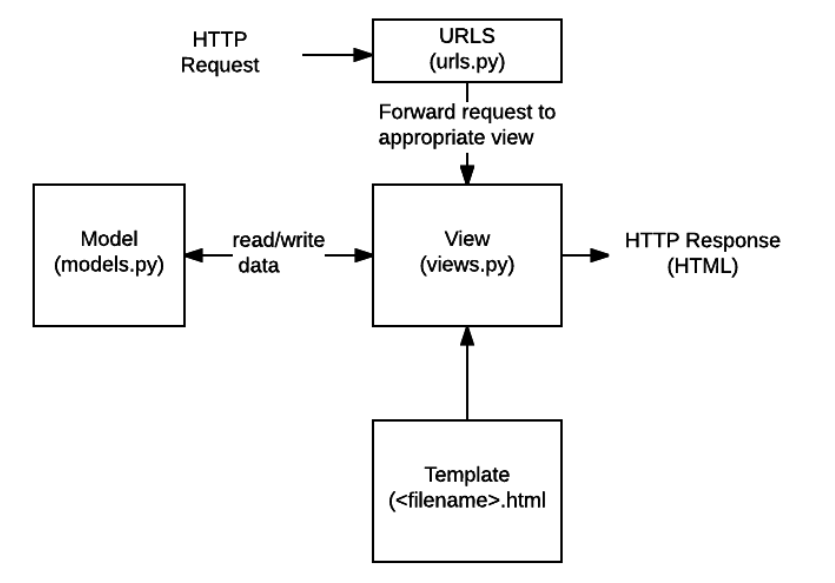 HTTP
Request
URLS
(urls.py)
Forward request to
appropriate view
Model
(models.py)
read/write
data
View
(views.py)
HTTP Response
(HTML)
Template
(<filename>.html